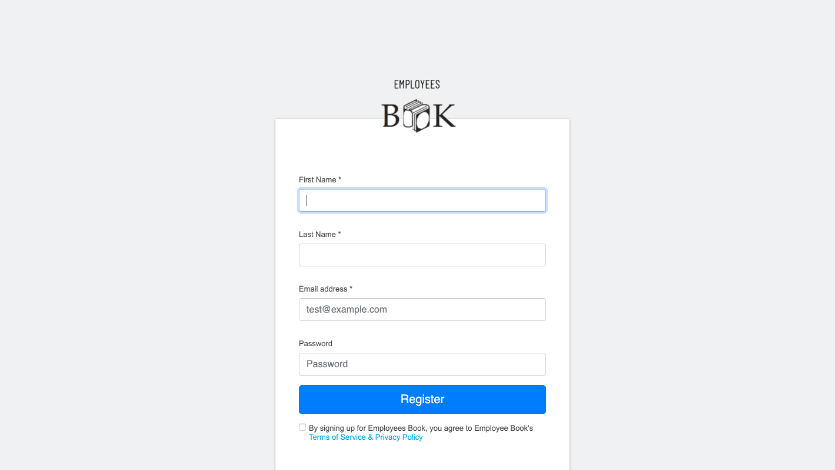 EMPLOYEES
BOOK
First Name *
Last Name *
Email address *
test@example.com
Password
Password
Register
By signing up for Employees Book, you agree to Employee Book's
Terms of Service & Privacy Policy